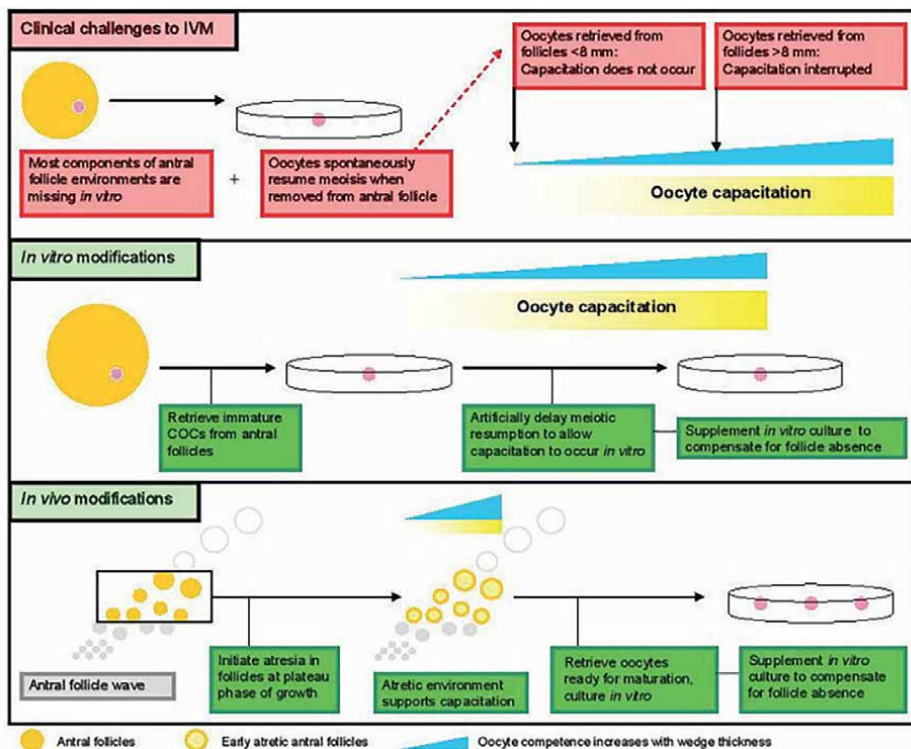 Clinical challenges to IVM
Oocytes retrieved from
follicles <8 mm:
Capacitation does not occur
Oocytes retrieved from
follicles >8 mm:
Capacitation interrupted
Most components of antral
follicle environments are
missing in vitro
+
Oocytes spontaneously
resume meoisis when
removed from antral follicle
Oocyte capacitation
In vitro modifications
Oocyte capacitation
Retrieve immature
COCs from antral
follicles
Artificially delay meiotic
resumption to allow
capacitation to occur in vitro
Supplement in vitro culture to
compensate for follicle absence
In vivo modifications
Antral follicle wave
Initiate atresia in
follicles at plateau
phase of growth
Atretic environment
supports capacitation
Retrieve oocytes
ready for maturation,
culture in vitro
Supplement in vitro
culture to compensate
for follicle absence
Antral follicles
Early atretic antral follicles
Oocyte competence increases with wedge thickness